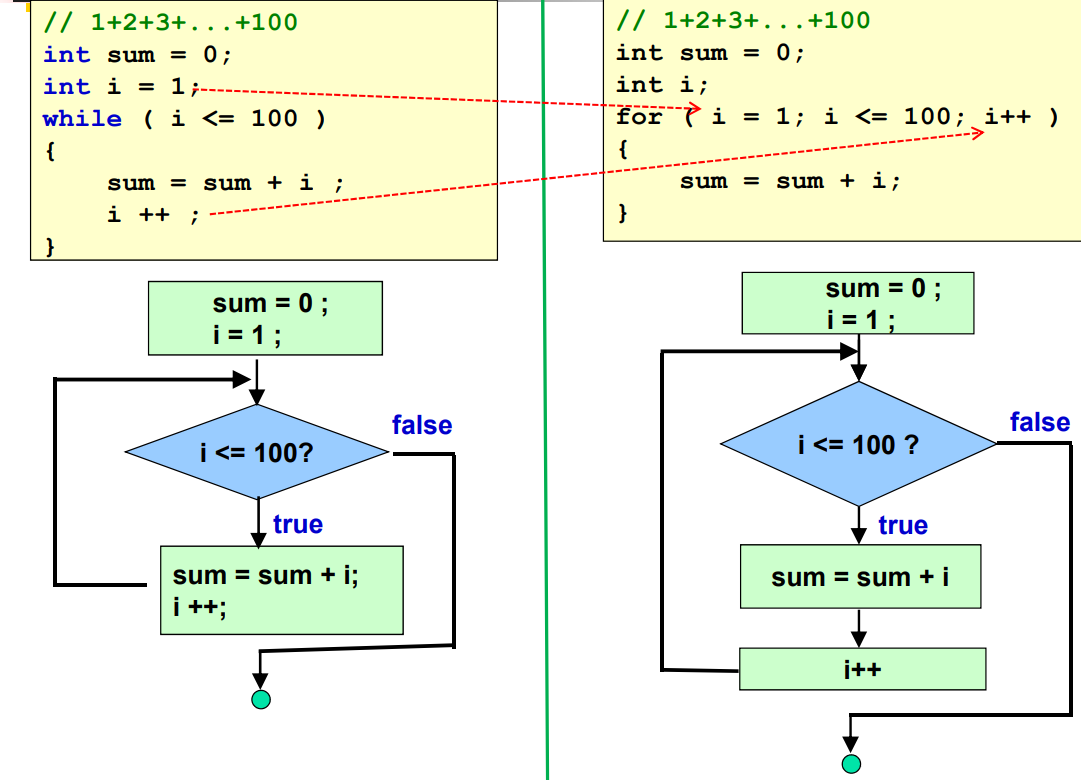 // 1+2+3+...+100
int sum = 0;
int i = 1;
while ( i <= 100 )
{
sum = sum + i ;
i ++ ;
}
sum = 0 ;
i = 1 ;
i <= 100?
false
true
sum = sum + i;
i ++;
// 1+2+3+...+100
int sum = 0;
int i;
for ( i = 1; i <= 100; i++ )
{
sum = sum + i;
}
sum = 0 ;
i = 1 ;
i <= 100 ?
false
true
sum = sum + i
i++